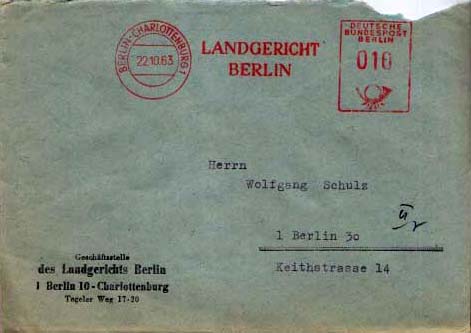 BERLIN-CHARLOTTENBURG 1
22.10.63
LANDGERICHT
BERLIN
DEUTSCHE
BUNDESPOST
BERLIN
010
Herrn
Wolfgang Schulz
1 Berlin 30
Keithstrasse 14
Geschäftsstelle
des Landgerichts Berlin
1 Berlin 10-Charlottenburg
Tegeler Weg 17-20